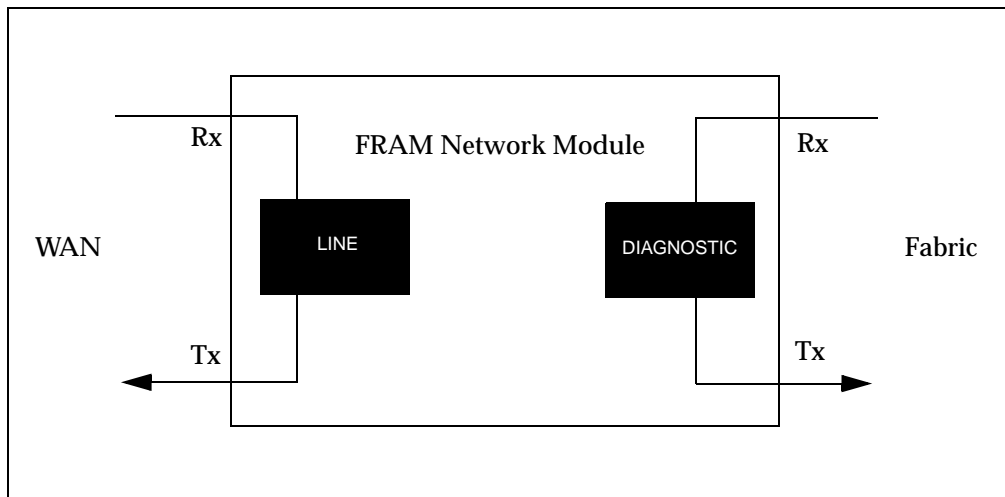 Rx
FRAM Network Module
Rx
WAN
LINE
DIAGNOSTIC
Fabric
Tx
Tx